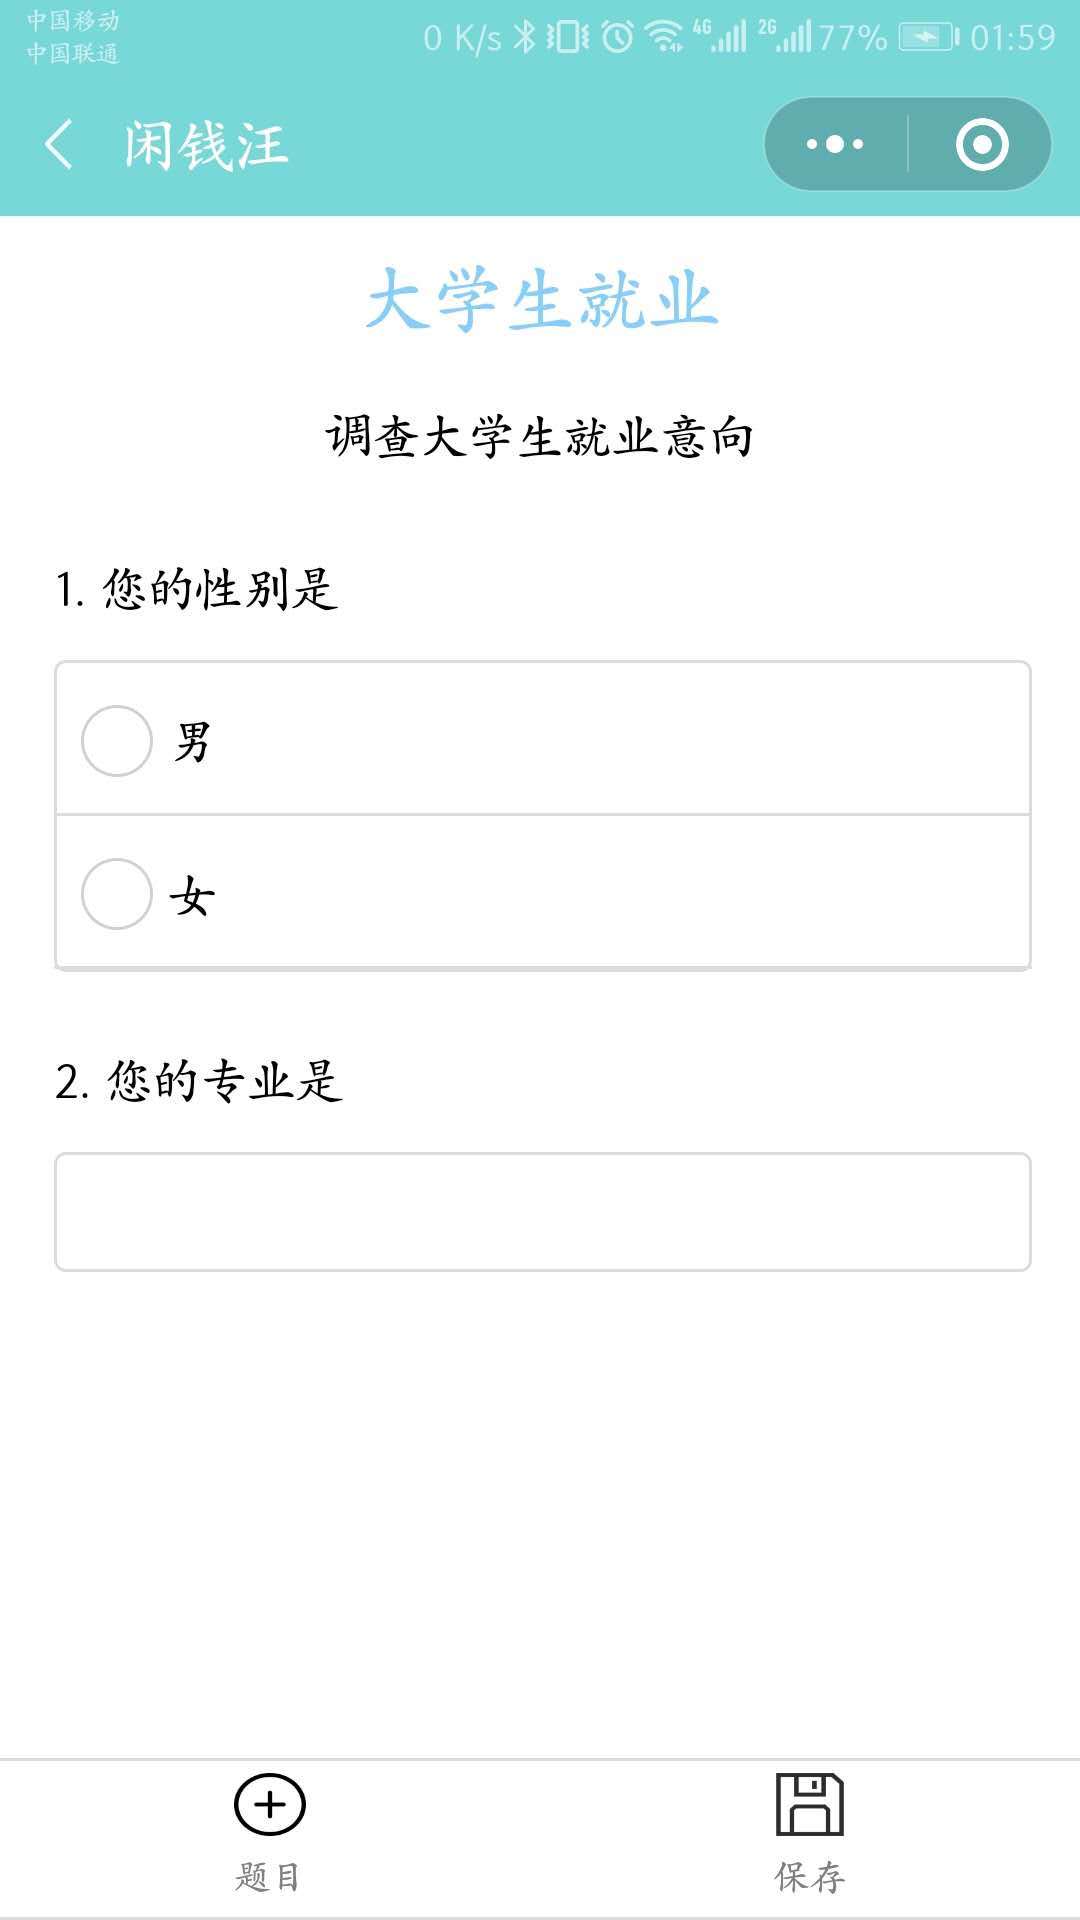 中国移动
中国联通
0 K/s 4G 2G 77% 01:59
闲钱汪
大学生就业
调查大学生就业意向
1. 您的性别是
男
女
2. 您的专业是
题目
保存